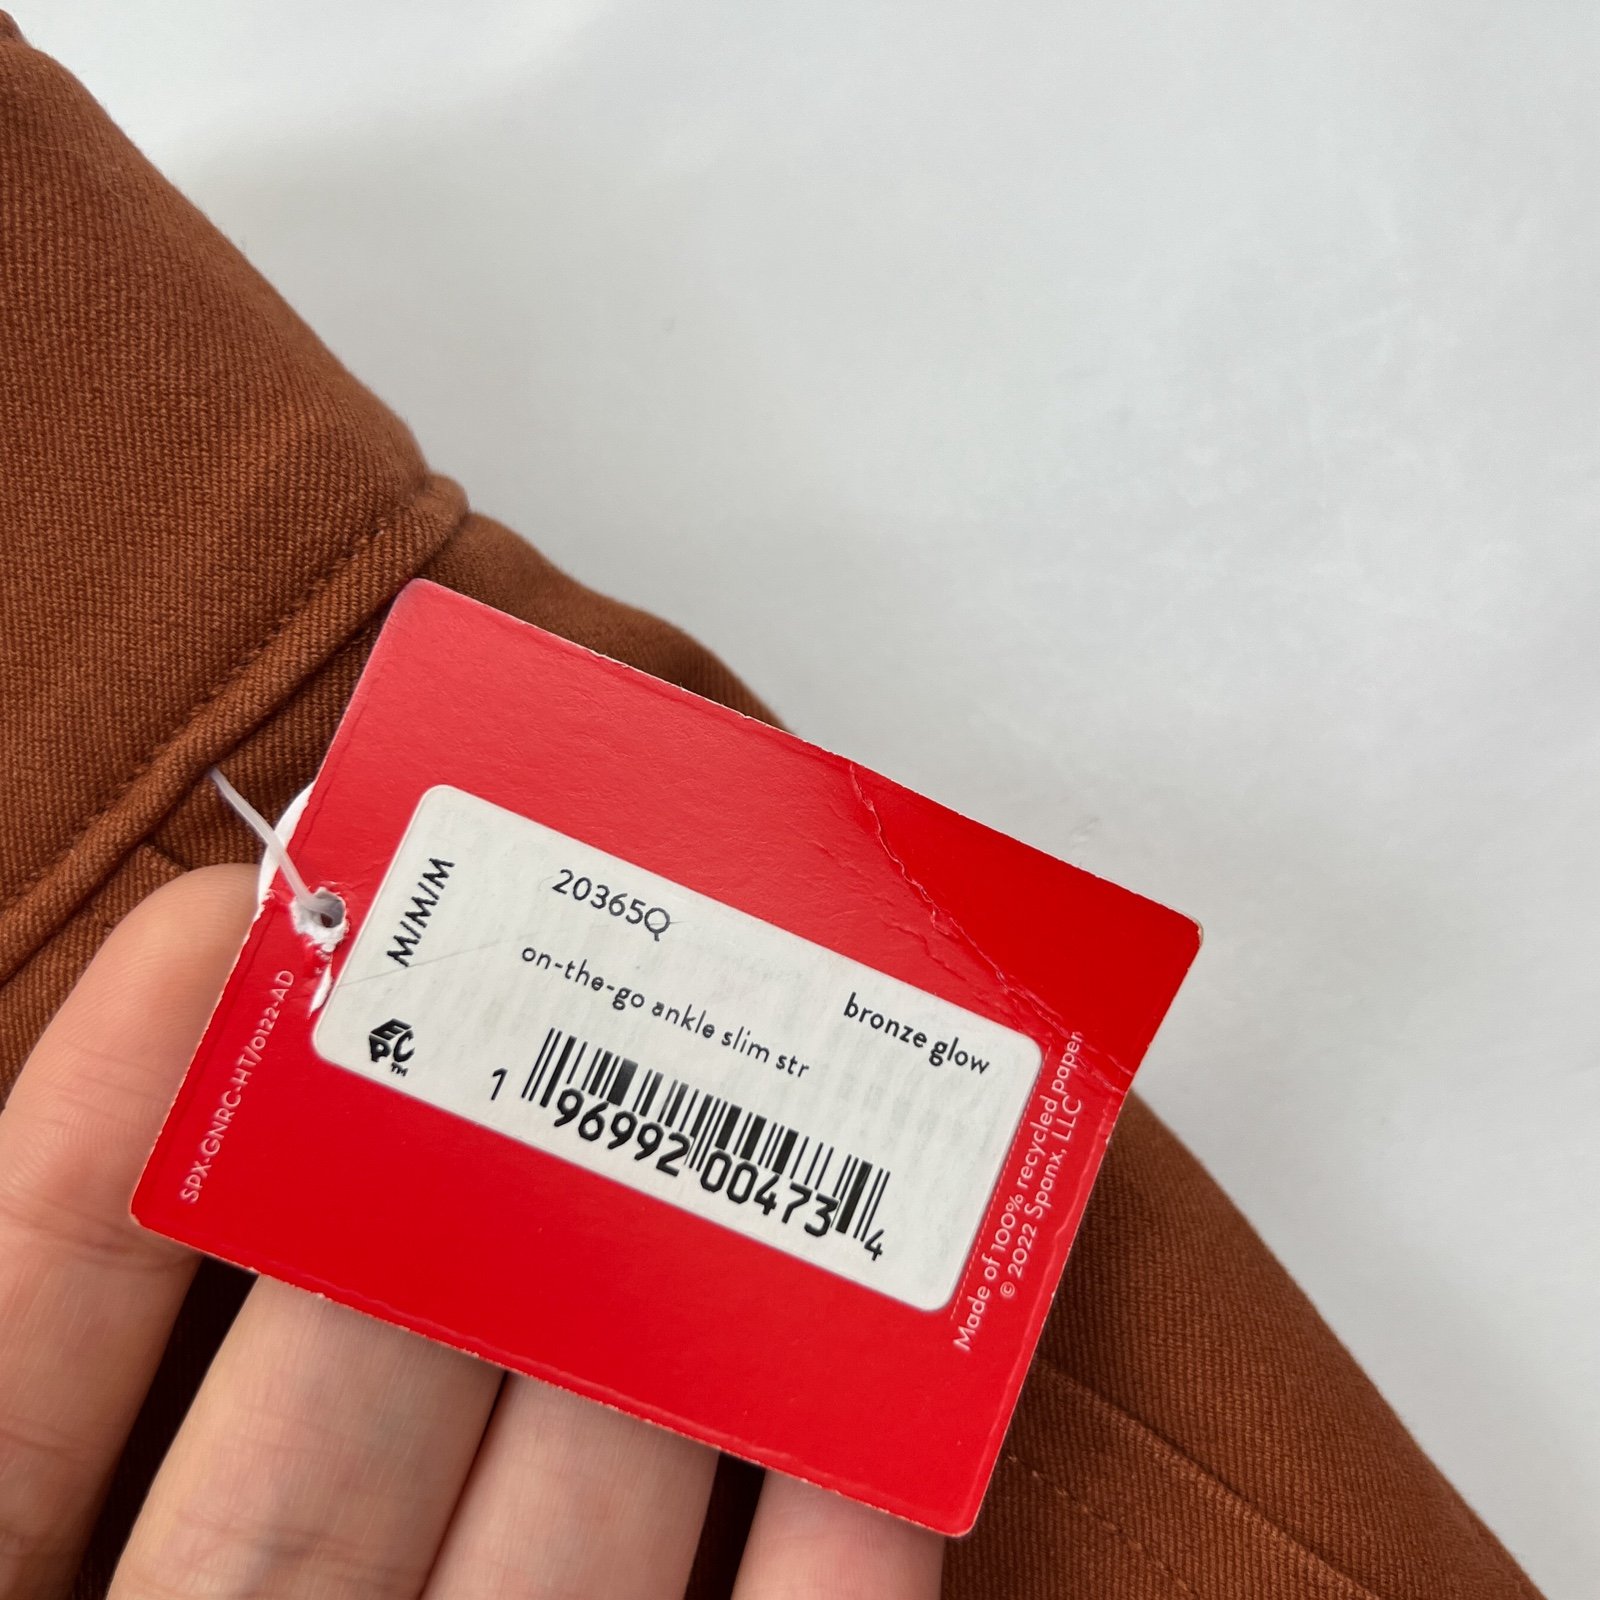 M/M/M
20365Q
on-the-go ankle slim str
bronze glow
EPC™
1 96992 00473 4
SPX-GNRC-HT/0122-AD
Made of 100% recycled paper
© 2022 Spanx, LLC